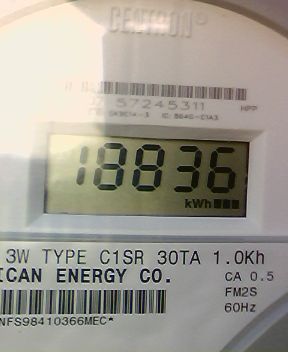 CENTRON®
57245311 HPP
18836
kWh
3W TYPE C1SR 30TA 1.0Kh
ICAN ENERGY CO.
CA 0.5
FM2S
60Hz
NFS98410366MEC*